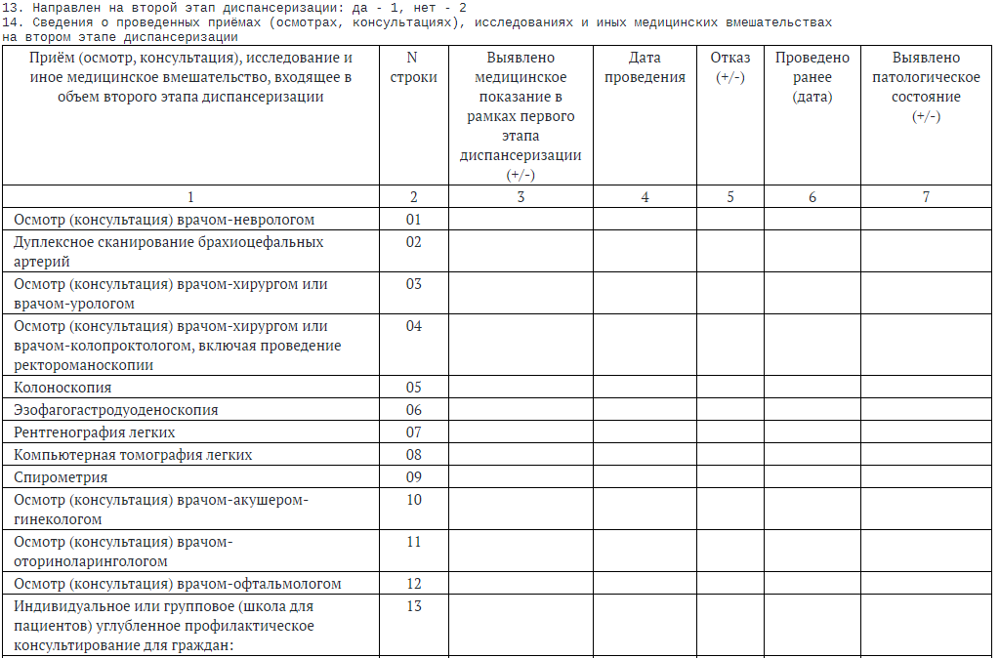 13. Направлен на второй этап диспансеризации: да - 1, нет - 2
14. Сведения о проведенных приёмах (осмотрах, консультациях), исследованиях и иных медицинских вмешательствах
на втором этапе диспансеризации
Приём (осмотр, консультация), исследование и
иное медицинское вмешательство, входящее в
объем второго этапа диспансеризации
N
строки
Выявлено
медицинское
показание в
рамках первого
этапа
диспансеризации
(+/-)
Дата
проведения
Отказ
(+/-)
Проведено
ранее
(дата)
Выявлено
патологическое
состояние
(+/-)
1 2 3 4 5 6 7
Осмотр (консультация) врачом-неврологом 01
Дуплексное сканирование брахиоцефальных 02
артерий
Осмотр (консультация) врачом-хирургом или 03
врачом-урологом
Осмотр (консультация) врачом-хирургом или 04
врачом-колопроктологом, включая проведение
ректороманоскопии
Колоноскопия 05
Эзофагогастродуоденоскопия 06
Рентгенография легких 07
Компьютерная томография легких 08
Спирометрия 09
Осмотр (консультация) врачом-акушером- 10
гинекологом
Осмотр (консультация) врачом- 11
оториноларингологом
Осмотр (консультация) врачом-офтальмологом 12
Индивидуальное или групповое (школа для 13
пациентов) углубленное профилактическое
консультирование для граждан: